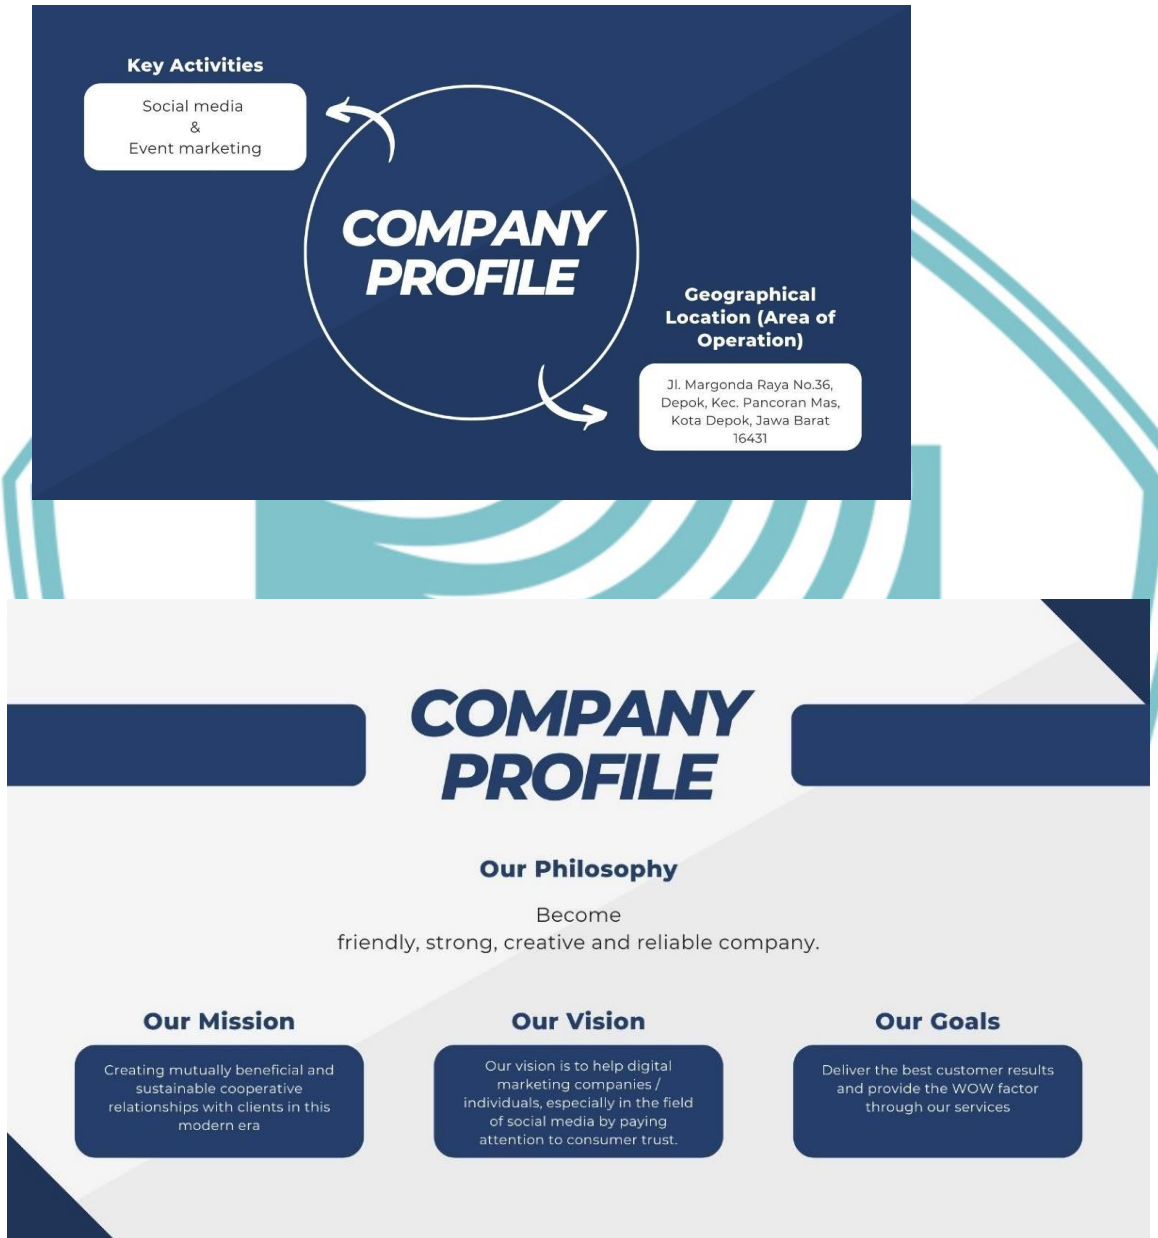 Key Activities
Social media
&
Event marketing
COMPANY
PROFILE
Geographical
Location (Area of
Operation)
Jl. Margonda Raya No.36,
Depok, Kec. Pancoran Mas,
Kota Depok, Jawa Barat
16431
COMPANY
PROFILE
Our Philosophy
Become
friendly, strong, creative and reliable company.
Our Mission
Creating mutually beneficial and
sustainable cooperative
relationships with clients in this
modern era
Our Vision
Our vision is to help digital
marketing companies /
individuals, especially in the field
of social media by paying
attention to consumer trust.
Our Goals
Deliver the best customer results
and provide the WOW factor
through our services